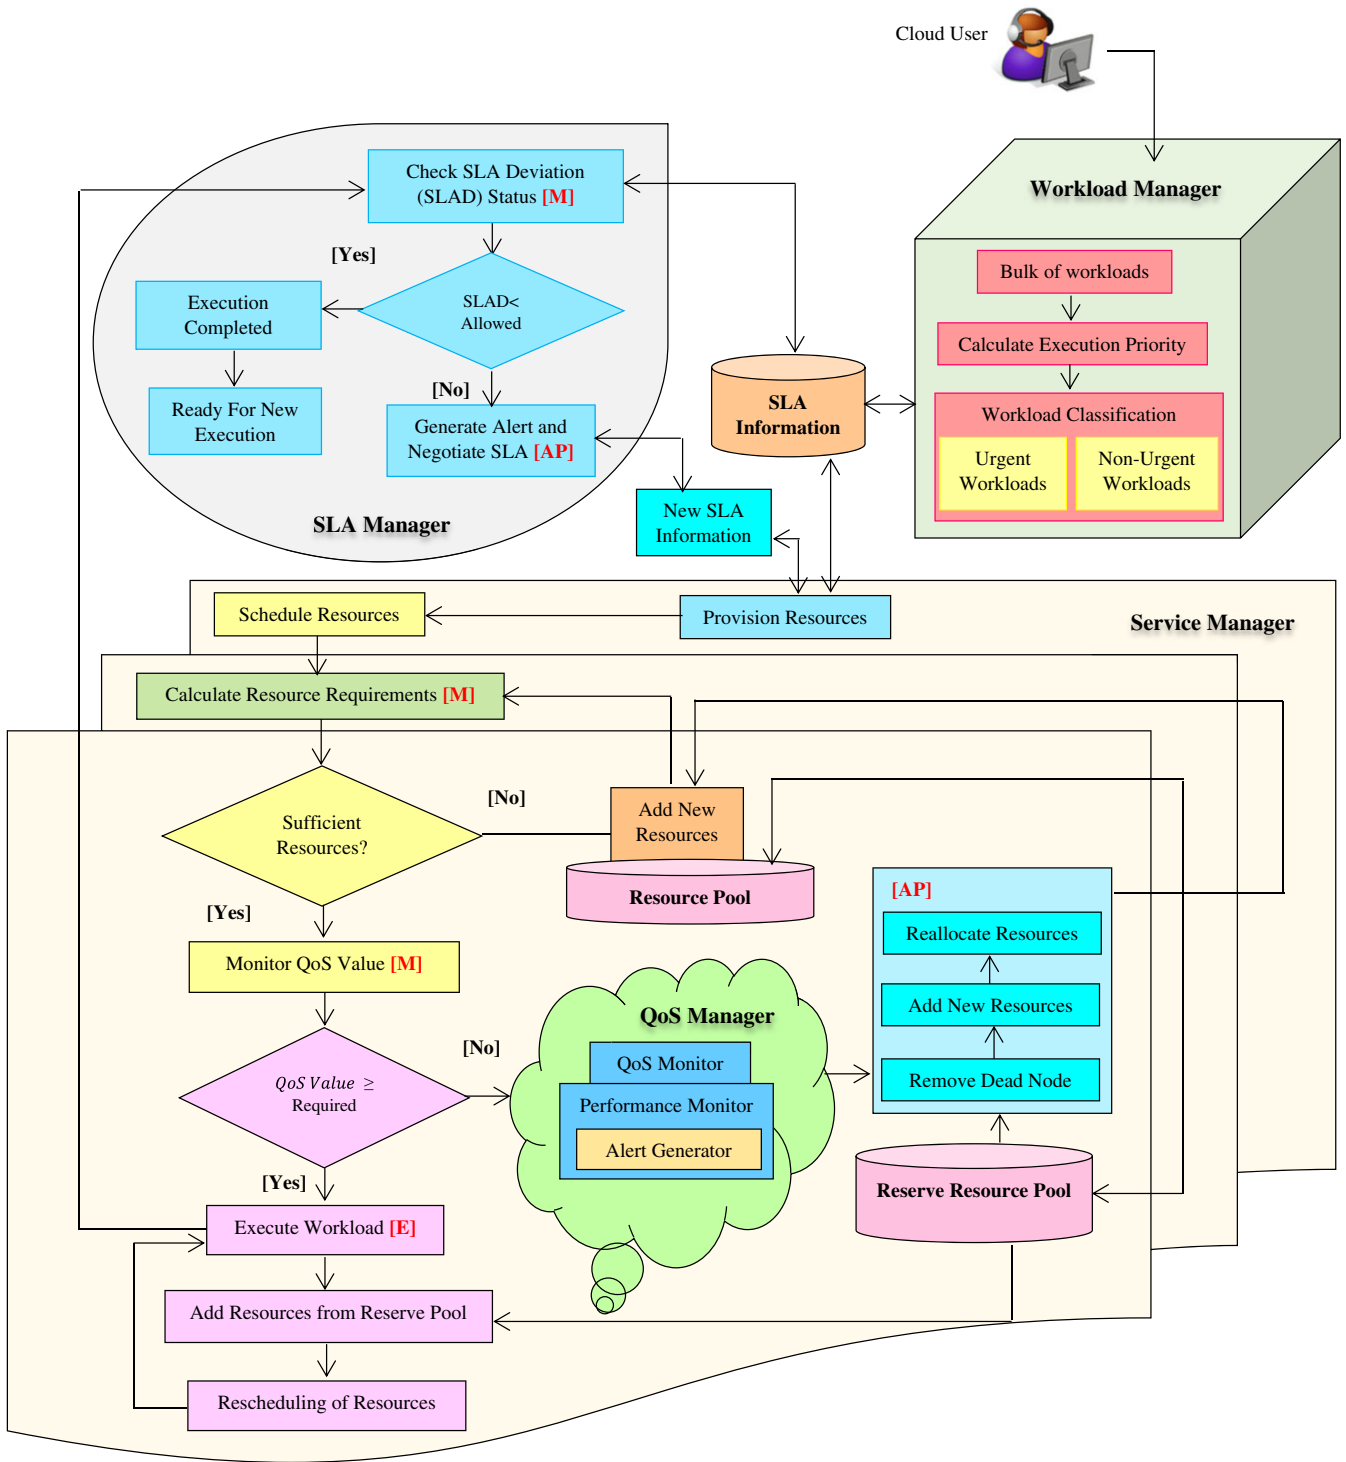 Cloud User
Workload Manager
Bulk of workloads
Calculate Execution Priority
Workload Classification
Urgent
Workloads
Non-Urgent
Workloads
Check SLA Deviation
(SLAD) Status [M]
[Yes]
SLAD<
Allowed
Execution
Completed
Ready For New
Execution
[No]
Generate Alert and
Negotiate SLA [AP]
SLA Manager
SLA
Information
New SLA
Information
Service Manager
Provision Resources
Schedule Resources
Calculate Resource Requirements [M]
Sufficient
Resources?
[No]
Add New
Resources
Resource Pool
[Yes]
Monitor QoS Value [M]
QoS Value ≥
Required
[No]
QoS Manager
QoS Monitor
Performance Monitor
Alert Generator
[AP]
Reallocate Resources
Add New Resources
Remove Dead Node
Reserve Resource Pool
[Yes]
Execute Workload [E]
Add Resources from Reserve Pool
Rescheduling of Resources